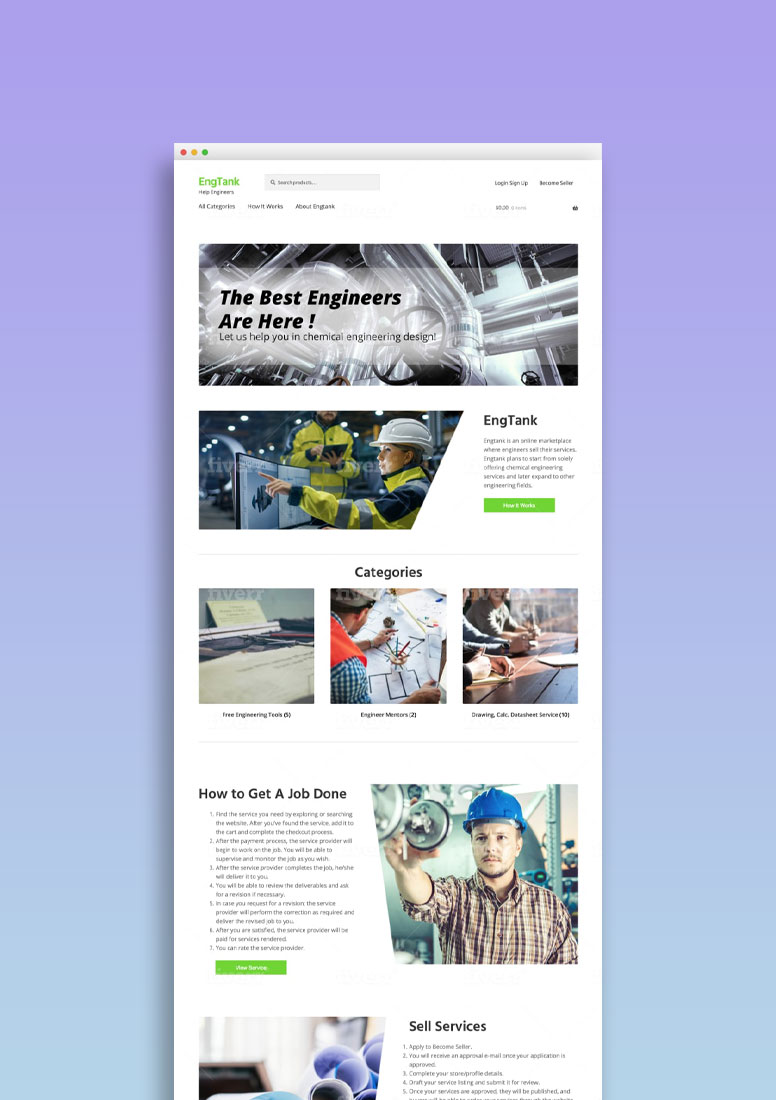 EngTank
Help Engineers
Search products...
Login Sign Up
Become Seller
All Categories
How It Works
About Engtank
$0.00 0 items
The Best Engineers
Are Here !
Let us help you in chemical engineering design!
fiverr
EngTank
Engtank is an online marketplace
where engineers sell their services.
Engtank plans to start from solely
offering chemical engineering
services and later expand to other
engineering fields.
How It Works
Categories
fiverr
fiverr
Free Engineering Tools (5)
Engineer Mentors (2)
Drawing, Calc. Datasheet Service (10)
How to Get A Job Done
1. Find the service you need by exploring or searching
the website. After you've found the service, add it to
the cart and complete the checkout process.
2. After the payment process, the service provider will
begin to work on the job. You will be able to
supervise and monitor the job as you wish.
3. After the service provider completes the job, he/she
will deliver it to you.
4. You will be able to review the deliverables and ask
for a revision if necessary.
5. In case you request for a revision; the service
provider will perform the correction as required and
deliver the revised job to you.
6. After you are satisfied, the service provider will be
paid for services rendered.
7. You can rate the service provider.
View Service
Sell Services
1. Apply to Become Seller.
2. You will receive an approval e-mail once your application is
approved.
3. Complete your store/profile details.
4. Draft your service listing and submit it for review.
5. Once your services are approved, they will be published, and